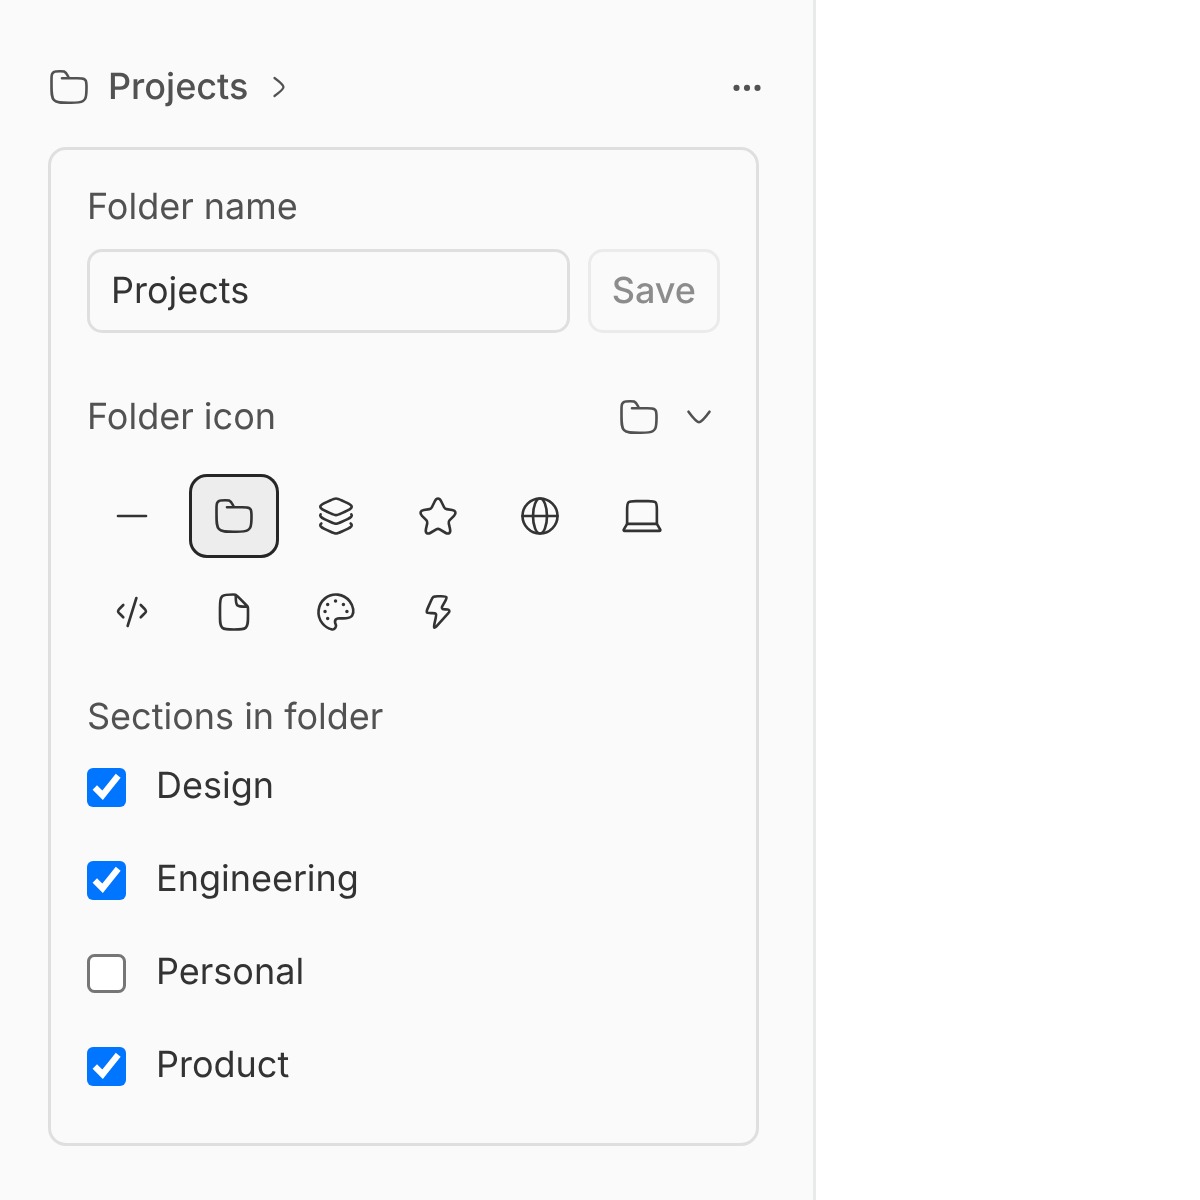 Projects
Folder name
Projects
Save
Folder icon
Sections in folder
Design
Engineering
Personal
Product